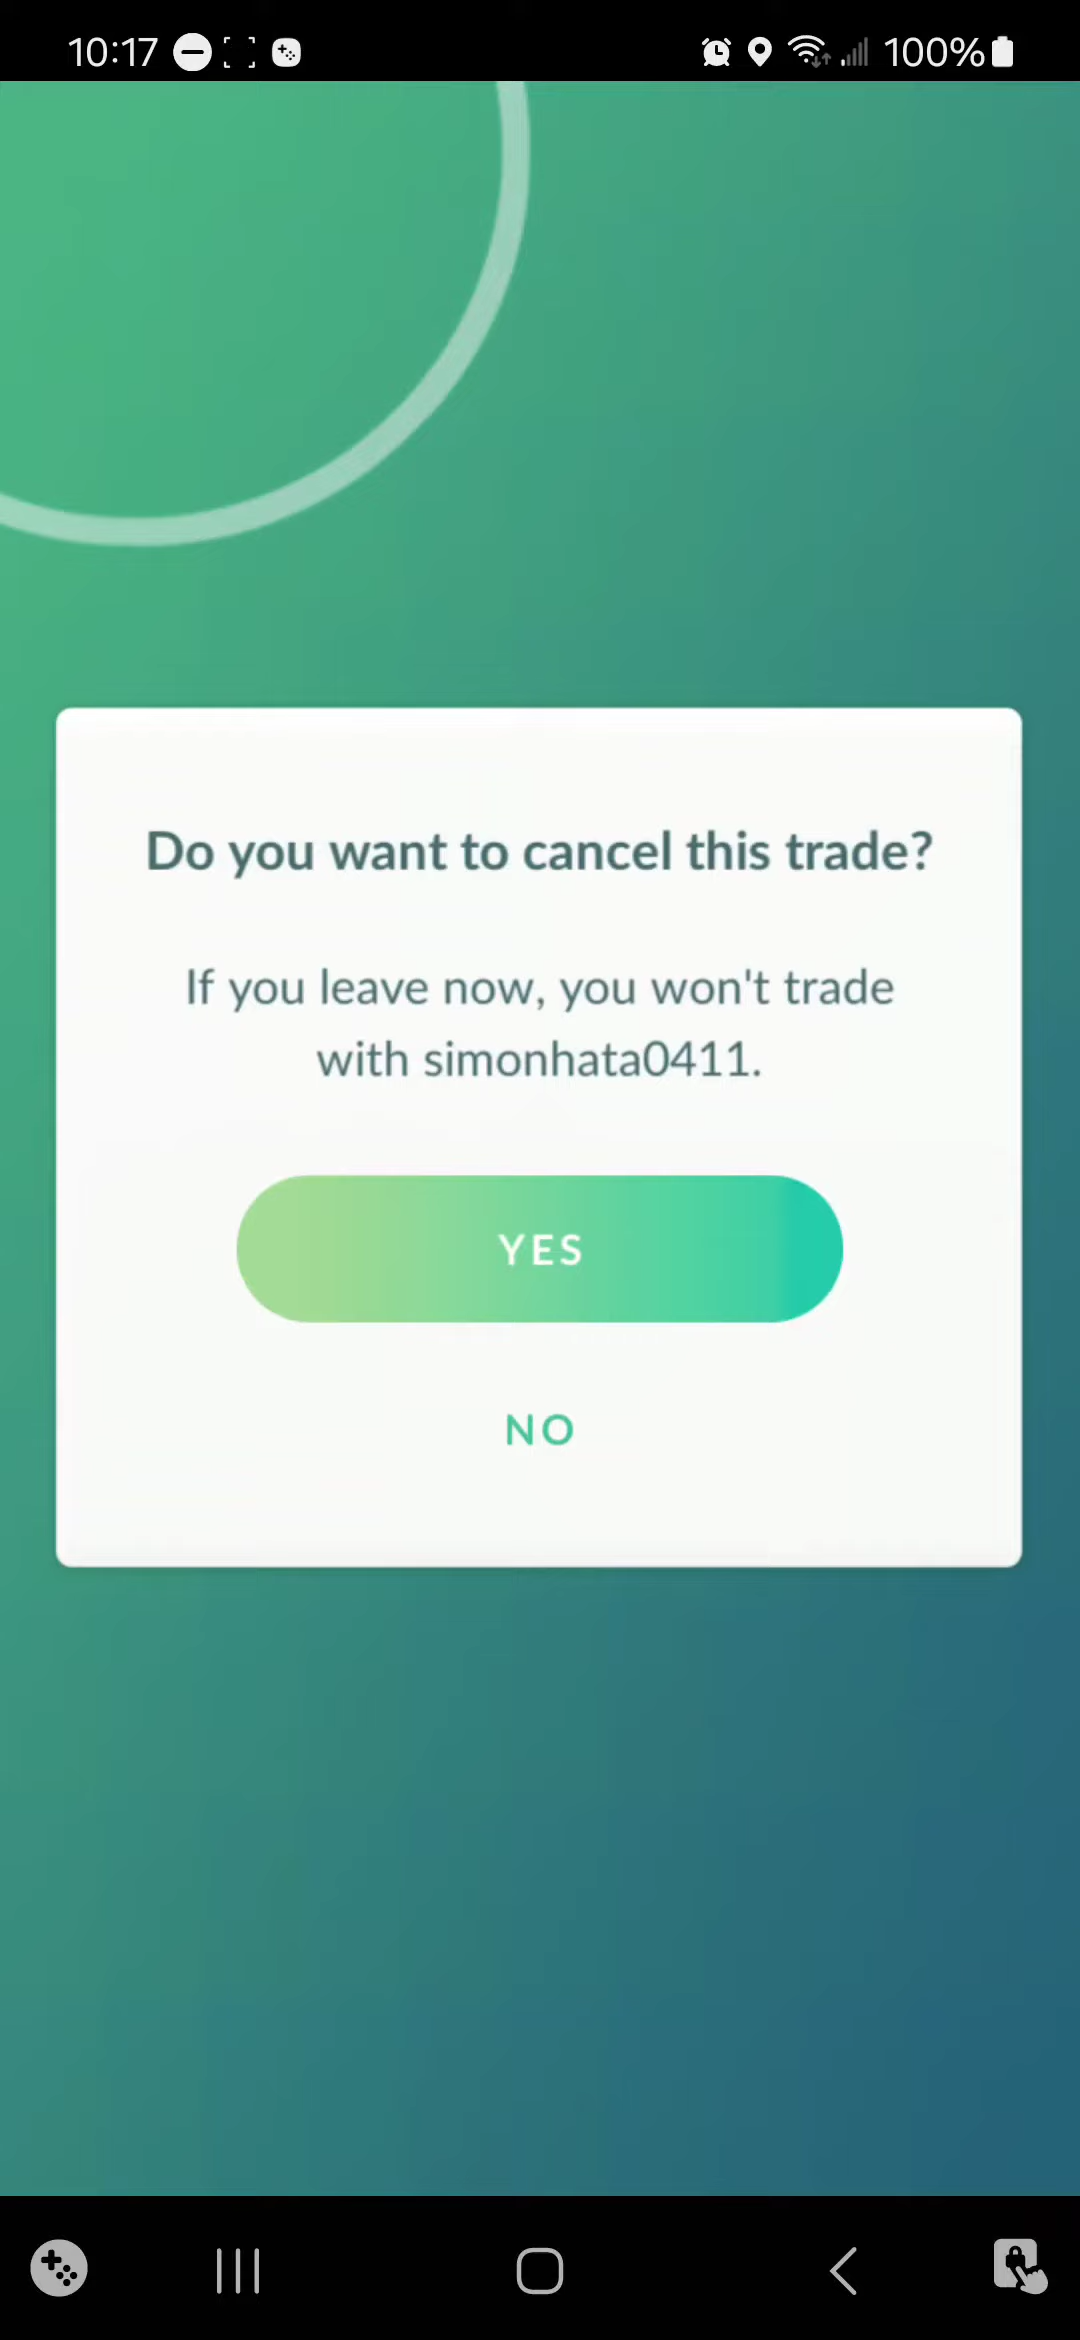 10:17
100%
Do you want to cancel this trade?
If you leave now, you won't trade
with simonhata0411.
YES
NO